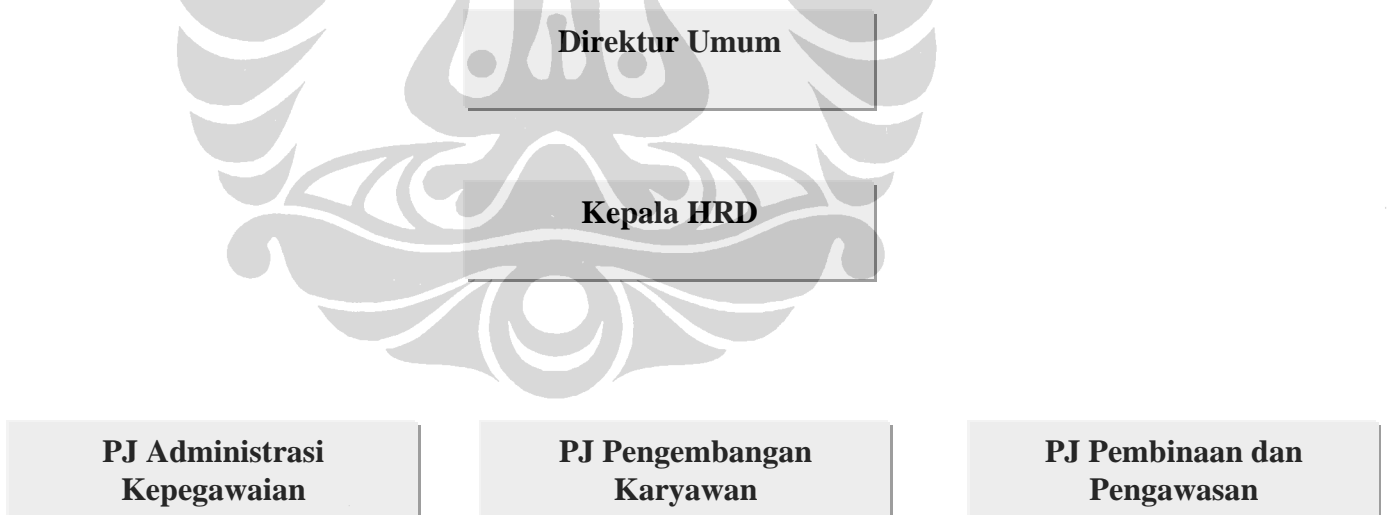 Direktur Umum
Kepala HRD
PJ Administrasi
Kepegawaian
PJ Pengembangan
Karyawan
PJ Pembinaan dan
Pengawasan